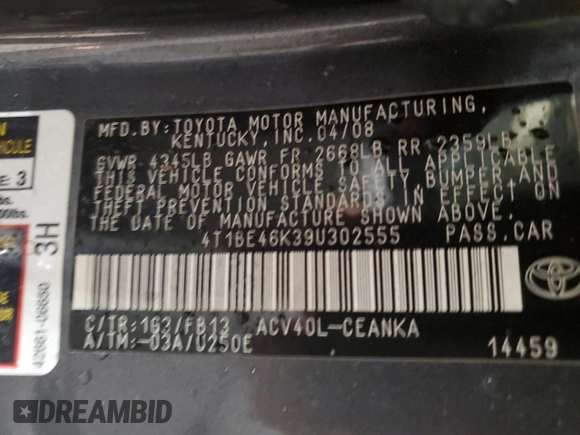 MFD.BY: TOYOTA MOTOR MANUFACTURING,
KENTUCKY, INC. 04/08
GVWR 4345LB GAWR FR 2668LB RR 2359LB
THIS VEHICLE CONFORMS TO ALL APPLICABLE
FEDERAL MOTOR VEHICLE SAFETY, BUMPER AND
THEFT PREVENTION STANDARDS IN EFFECT ON
THE DATE OF MANUFACTURE SHOWN ABOVE.
4T1BE46K39U302555 PASS.CAR
C/TR: 1G3/FB13 ACV40L-CEANKA
A/TM: -03A/U250E
14459
TOYOTA
3
3H
42661-06650
DREAMBID